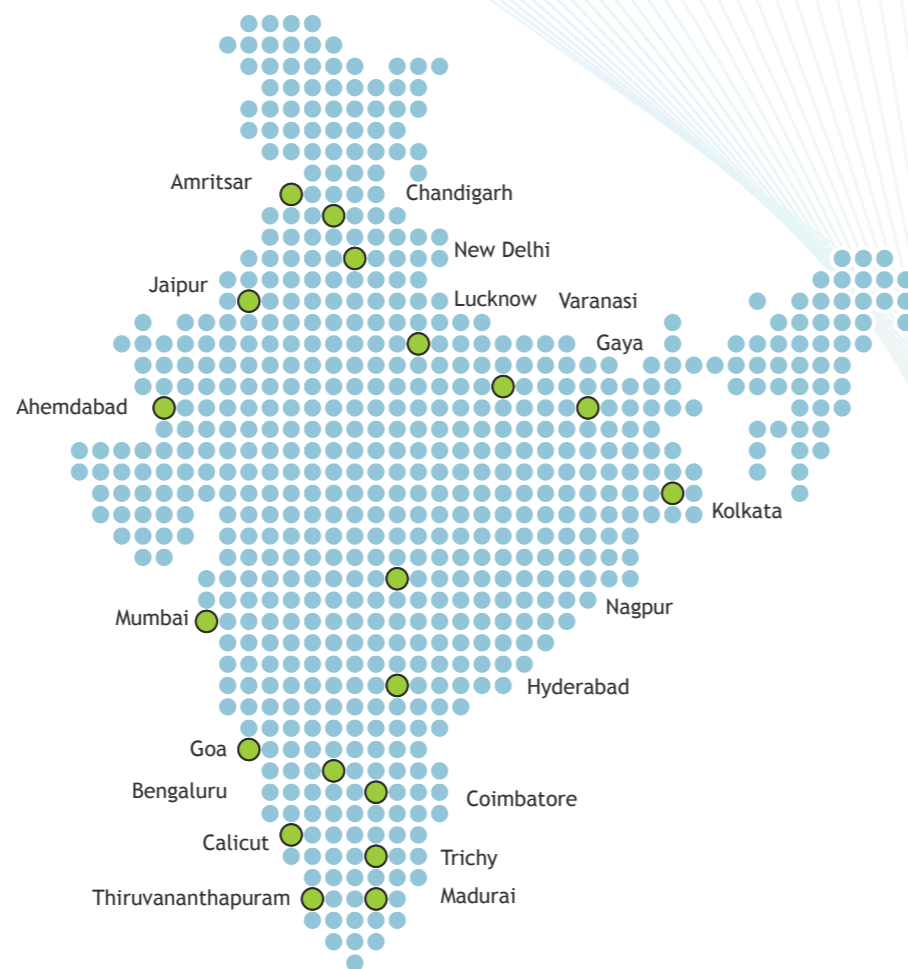 Amritsar
Chandigarh
New Delhi
Jaipur
Lucknow
Varanasi
Gaya
Ahemdabad
Kolkata
Nagpur
Mumbai
Hyderabad
Goa
Bengaluru
Coimbatore
Calicut
Trichy
Thiruvananthapuram
Madurai